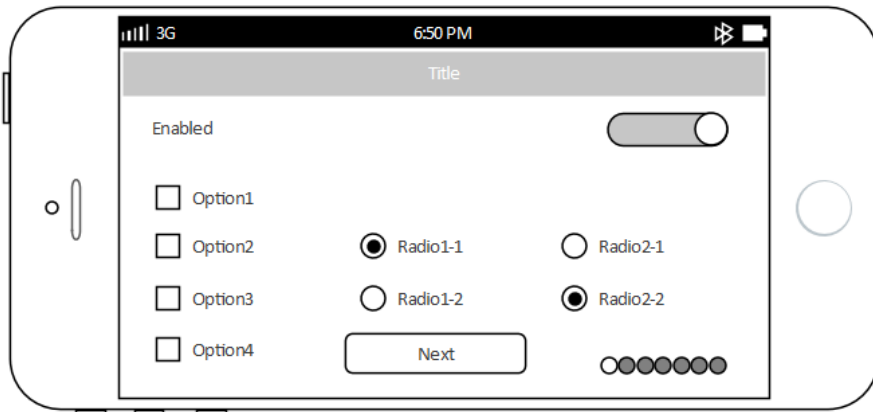 3G 6:50 PM
Title
Enabled
Option1
Option2 Radio1-1 Radio2-1
Option3 Radio1-2 Radio2-2
Option4 Next